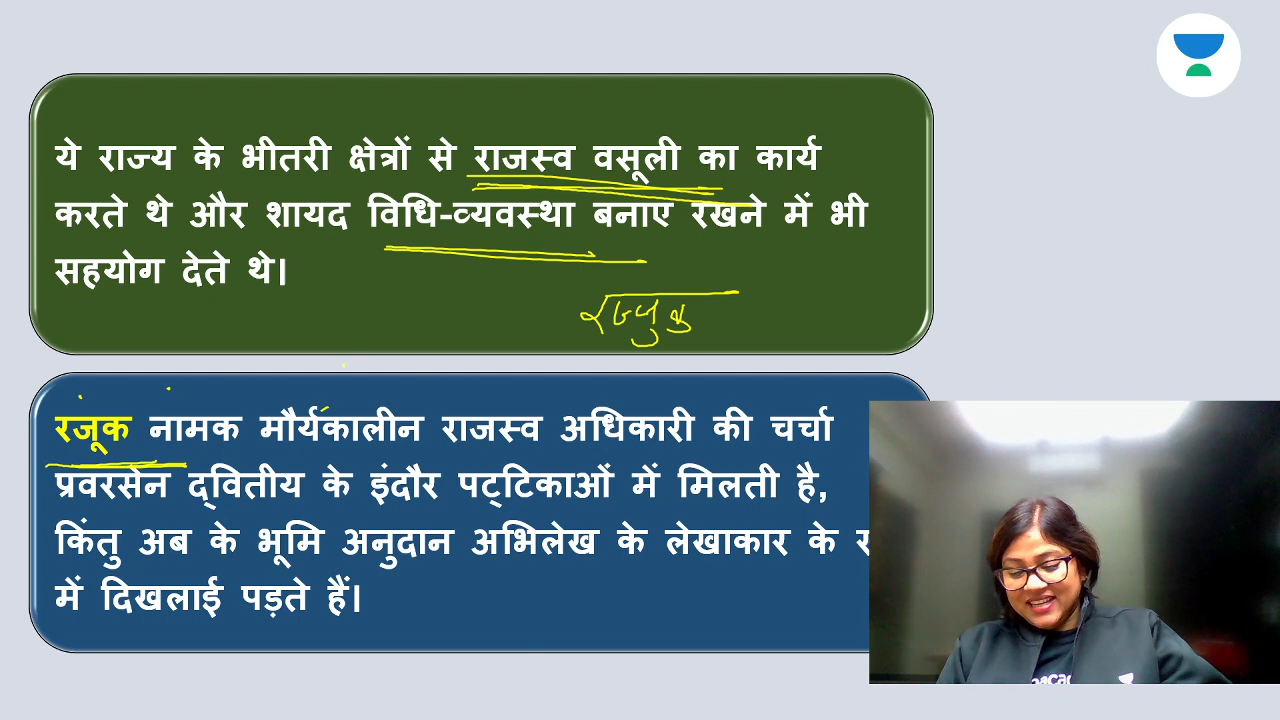 ये राज्य के भीतरी क्षेत्रों से राजस्व वसूली का कार्य
करते थे और शायद विधि-व्यवस्था बनाए रखने में भी
सहयोग देते थे।
रज्जुक
रजूक नामक मौर्यकालीन राजस्व अधिकारी की चर्चा
प्रवरसेन द्वितीय के इंदौर पट्टिकाओं में मिलती है,
किंतु अब के भूमि अनुदान अभिलेख के लेखाकार के
में दिखलाई पड़ते हैं।